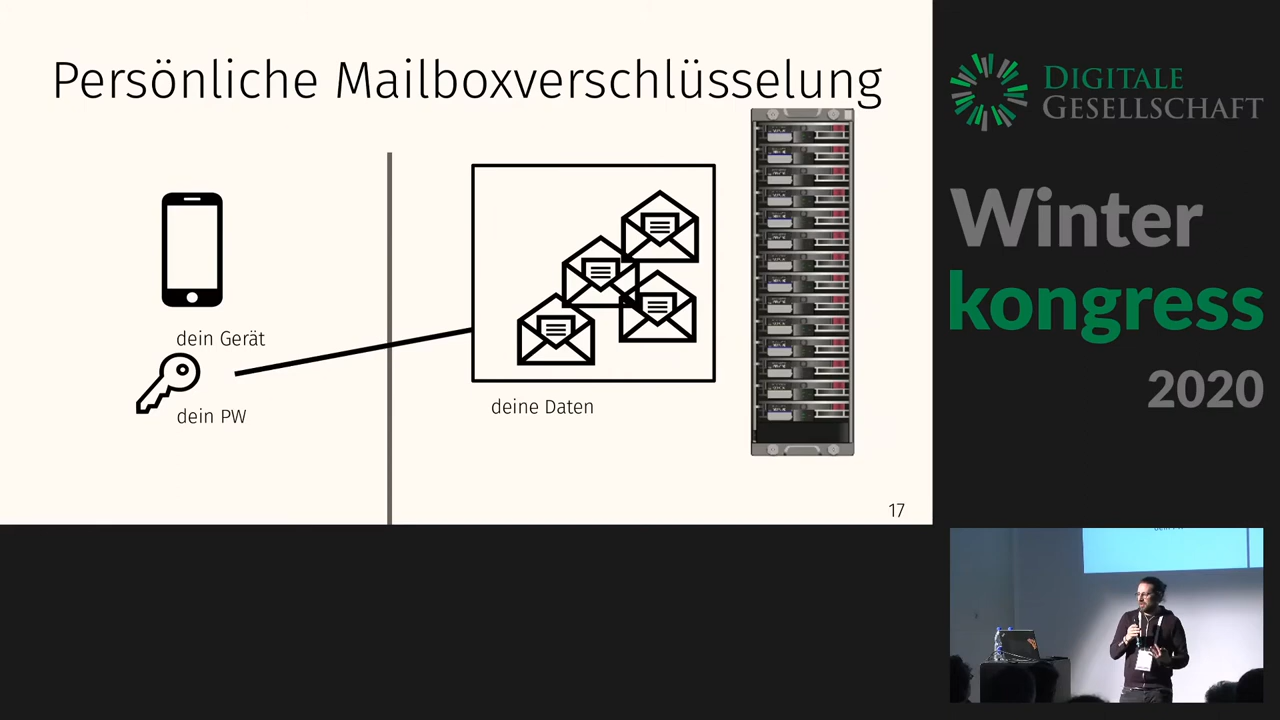 Persönliche Mailboxverschlüsselung
dein Gerät
dein PW
deine Daten
17
DIGITALE
GESELLSCHAFT
Winter
kongress
2020